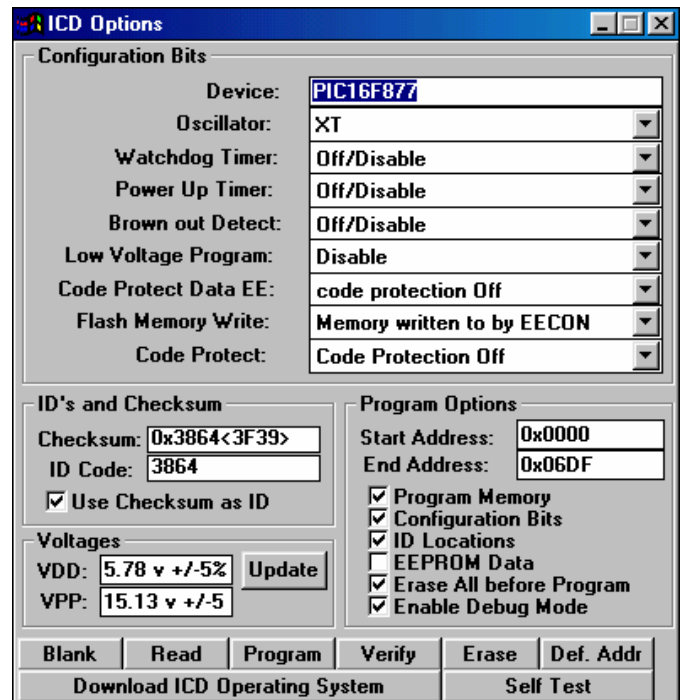 ICD Options
Configuration Bits
Device: PIC16F877
Oscillator: XT
Watchdog Timer: Off/Disable
Power Up Timer: Off/Disable
Brown out Detect: Off/Disable
Low Voltage Program: Disable
Code Protect Data EE: code protection Off
Flash Memory Write: Memory written to by EECON
Code Protect: Code Protection Off
ID's and Checksum
Checksum: 0x3864<3F39>
ID Code: 3864
Use Checksum as ID
Voltages
VDD: 5.78 v +/-5% Update
VPP: 15.13 v +/-5
Program Options
Start Address: 0x0000
End Address: 0x06DF
Program Memory
Configuration Bits
ID Locations
EEPROM Data
Erase All before Program
Enable Debug Mode
Blank Read Program Verify Erase Def. Addr
Download ICD Operating System Self Test